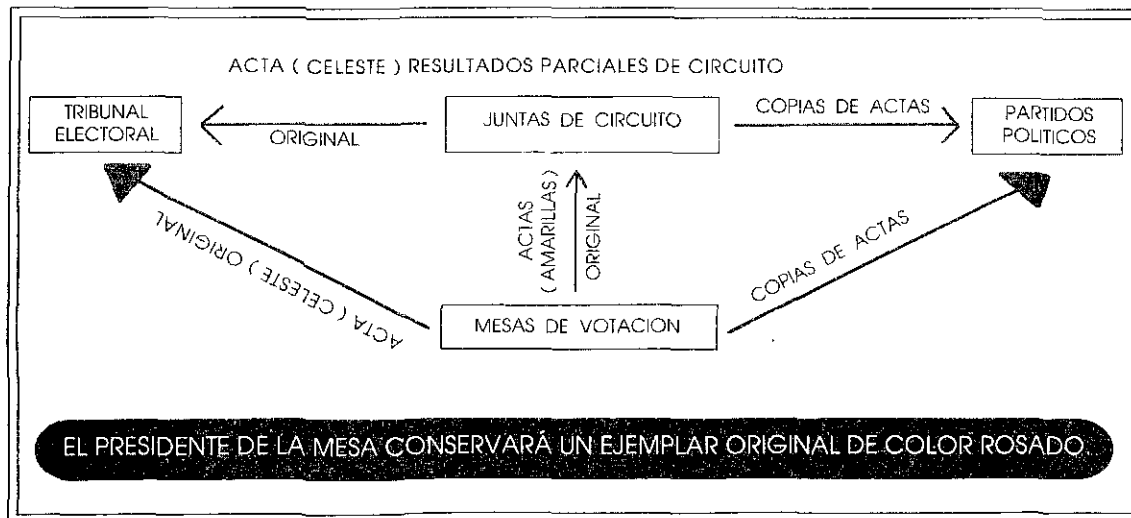 ACTA ( CELESTE ) RESULTADOS PARCIALES DE CIRCUITO
TRIBUNAL
ELECTORAL
ORIGINAL
JUNTAS DE CIRCUITO
COPIAS DE ACTAS
PARTIDOS
POLITICOS
ACTA ( CELESTE ) ORIGINAL
ACTAS
( AMARILLAS )
ORIGINAL
COPIAS DE ACTAS
MESAS DE VOTACION
EL PRESIDENTE DE LA MESA CONSERVARÁ UN EJEMPLAR ORIGINAL DE COLOR ROSADO.